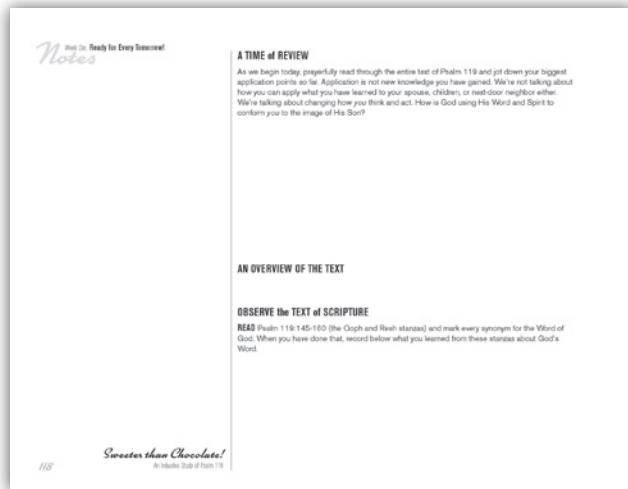 Notes
Week Six: Ready for Every Tomorrow!
A TIME of REVIEW
As we begin today, prayerfully read through the entire text of Psalm 119 and jot down your biggest
application points so far. Application is not new knowledge you have gained. We're not talking about
how you can apply what you have learned to your spouse, children, or next-door neighbor either.
We're talking about changing how you think and act. How is God using His Word and Spirit to
conform you to the image of His Son?
AN OVERVIEW OF THE TEXT
OBSERVE the TEXT of SCRIPTURE
READ Psalm 119:145-160 (the Qoph and Resh stanzas) and mark every synonym for the Word of
God. When you have done that, record below what you learned from these stanzas about God's
Word.
118
Sweeter than Chocolate!
An Inductive Study of Psalm 119